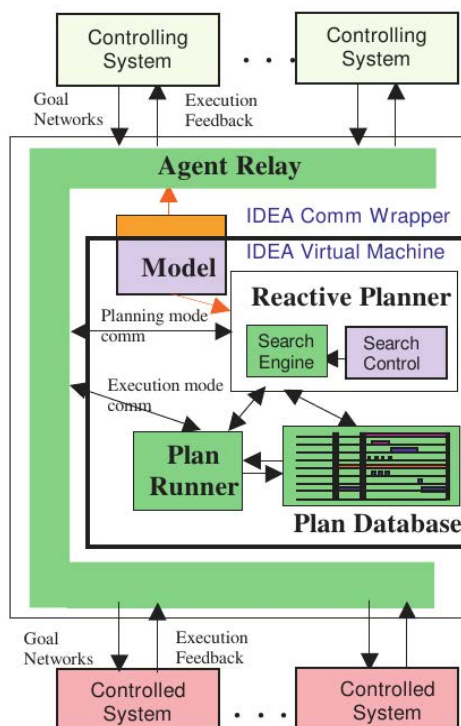 Controlling
System
Controlling
System
. . .
Goal
Networks
Execution
Feedback
Agent Relay
IDEA Comm Wrapper
IDEA Virtual Machine
Model
Reactive Planner
Planning mode
comm
Search
Engine
Search
Control
Execution mode
comm
Plan
Runner
Plan Database
Goal
Networks
Execution
Feedback
Controlled
System
. . .
Controlled
System